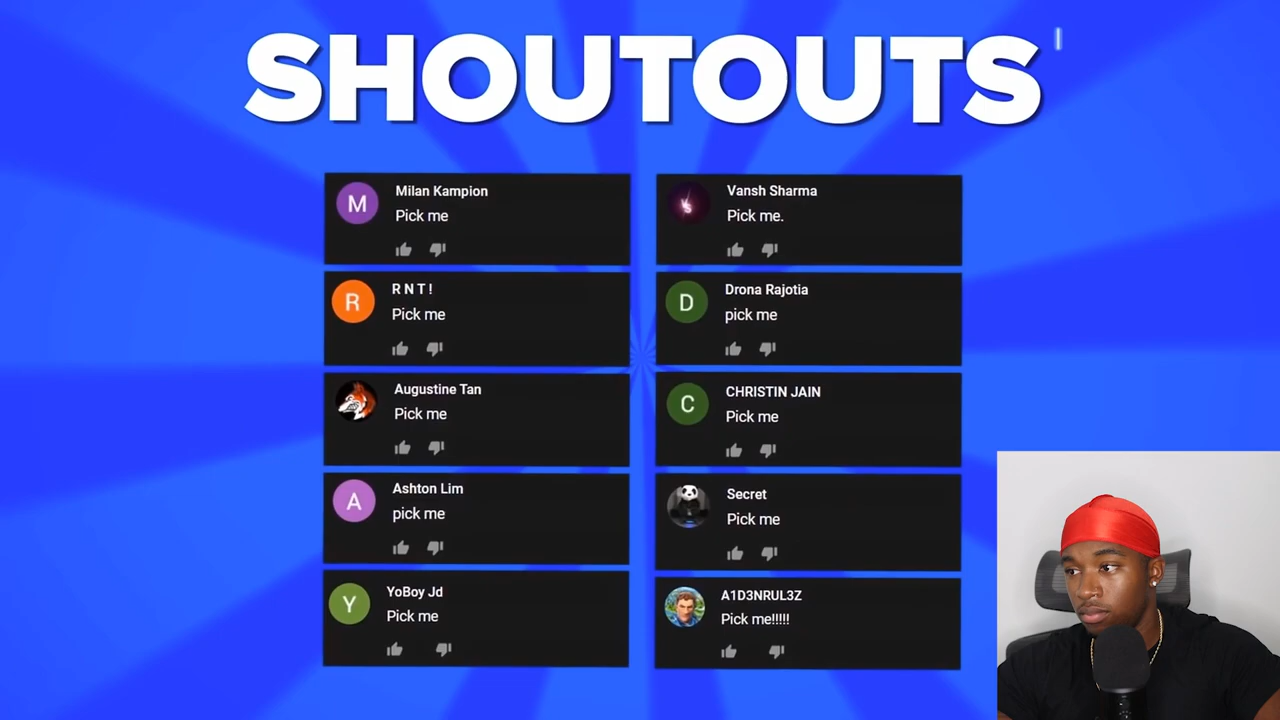 SHOUTOUTS
M
Milan Kampion
Pick me
R
R N T !
Pick me
Augustine Tan
Pick me
A
Ashton Lim
pick me
Y
YoBoy Jd
Pick me
VS
Vansh Sharma
Pick me.
D
Drona Rajotia
pick me
C
CHRISTIN JAIN
Pick me
Secret
Pick me
A1D3NRUL3Z
Pick me!!!!!